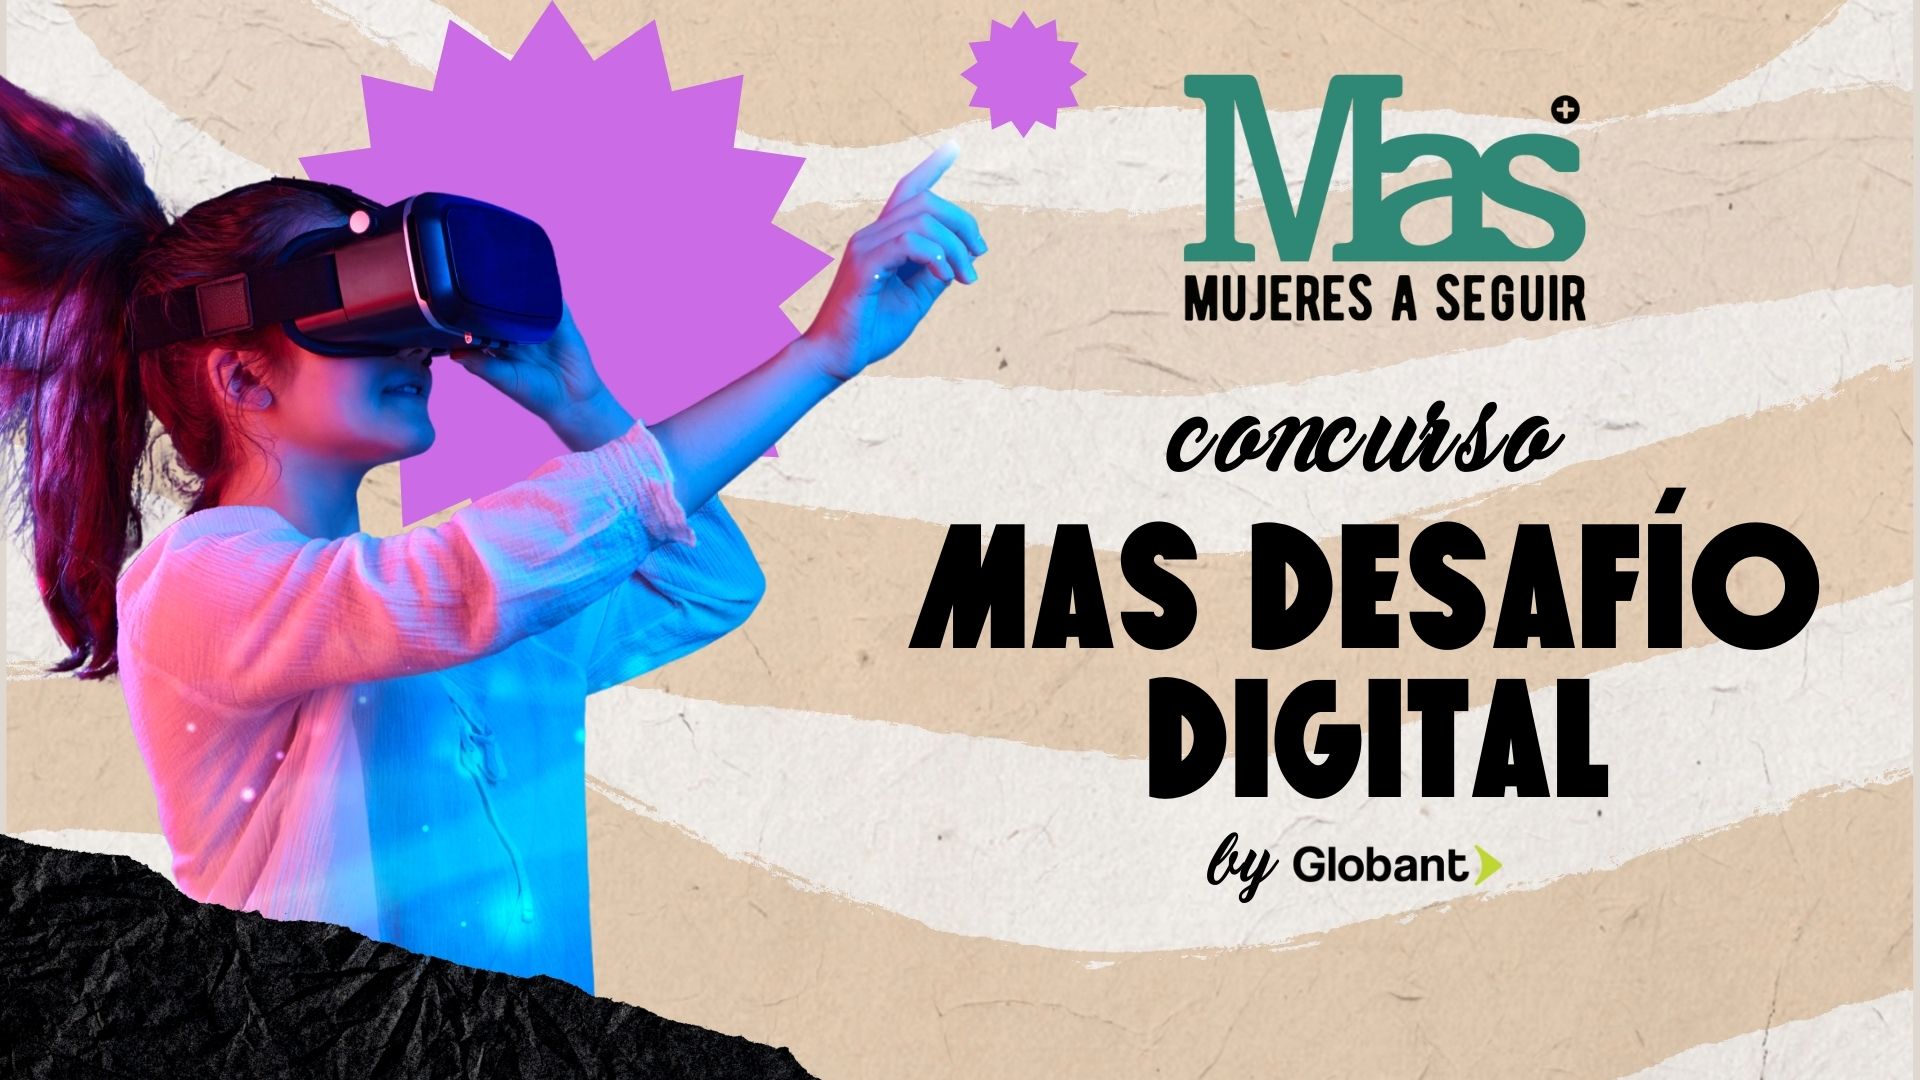 Mas+
MUJERES A SEGUIR
concurso
MAS DESAFÍO
DIGITAL
by Globant